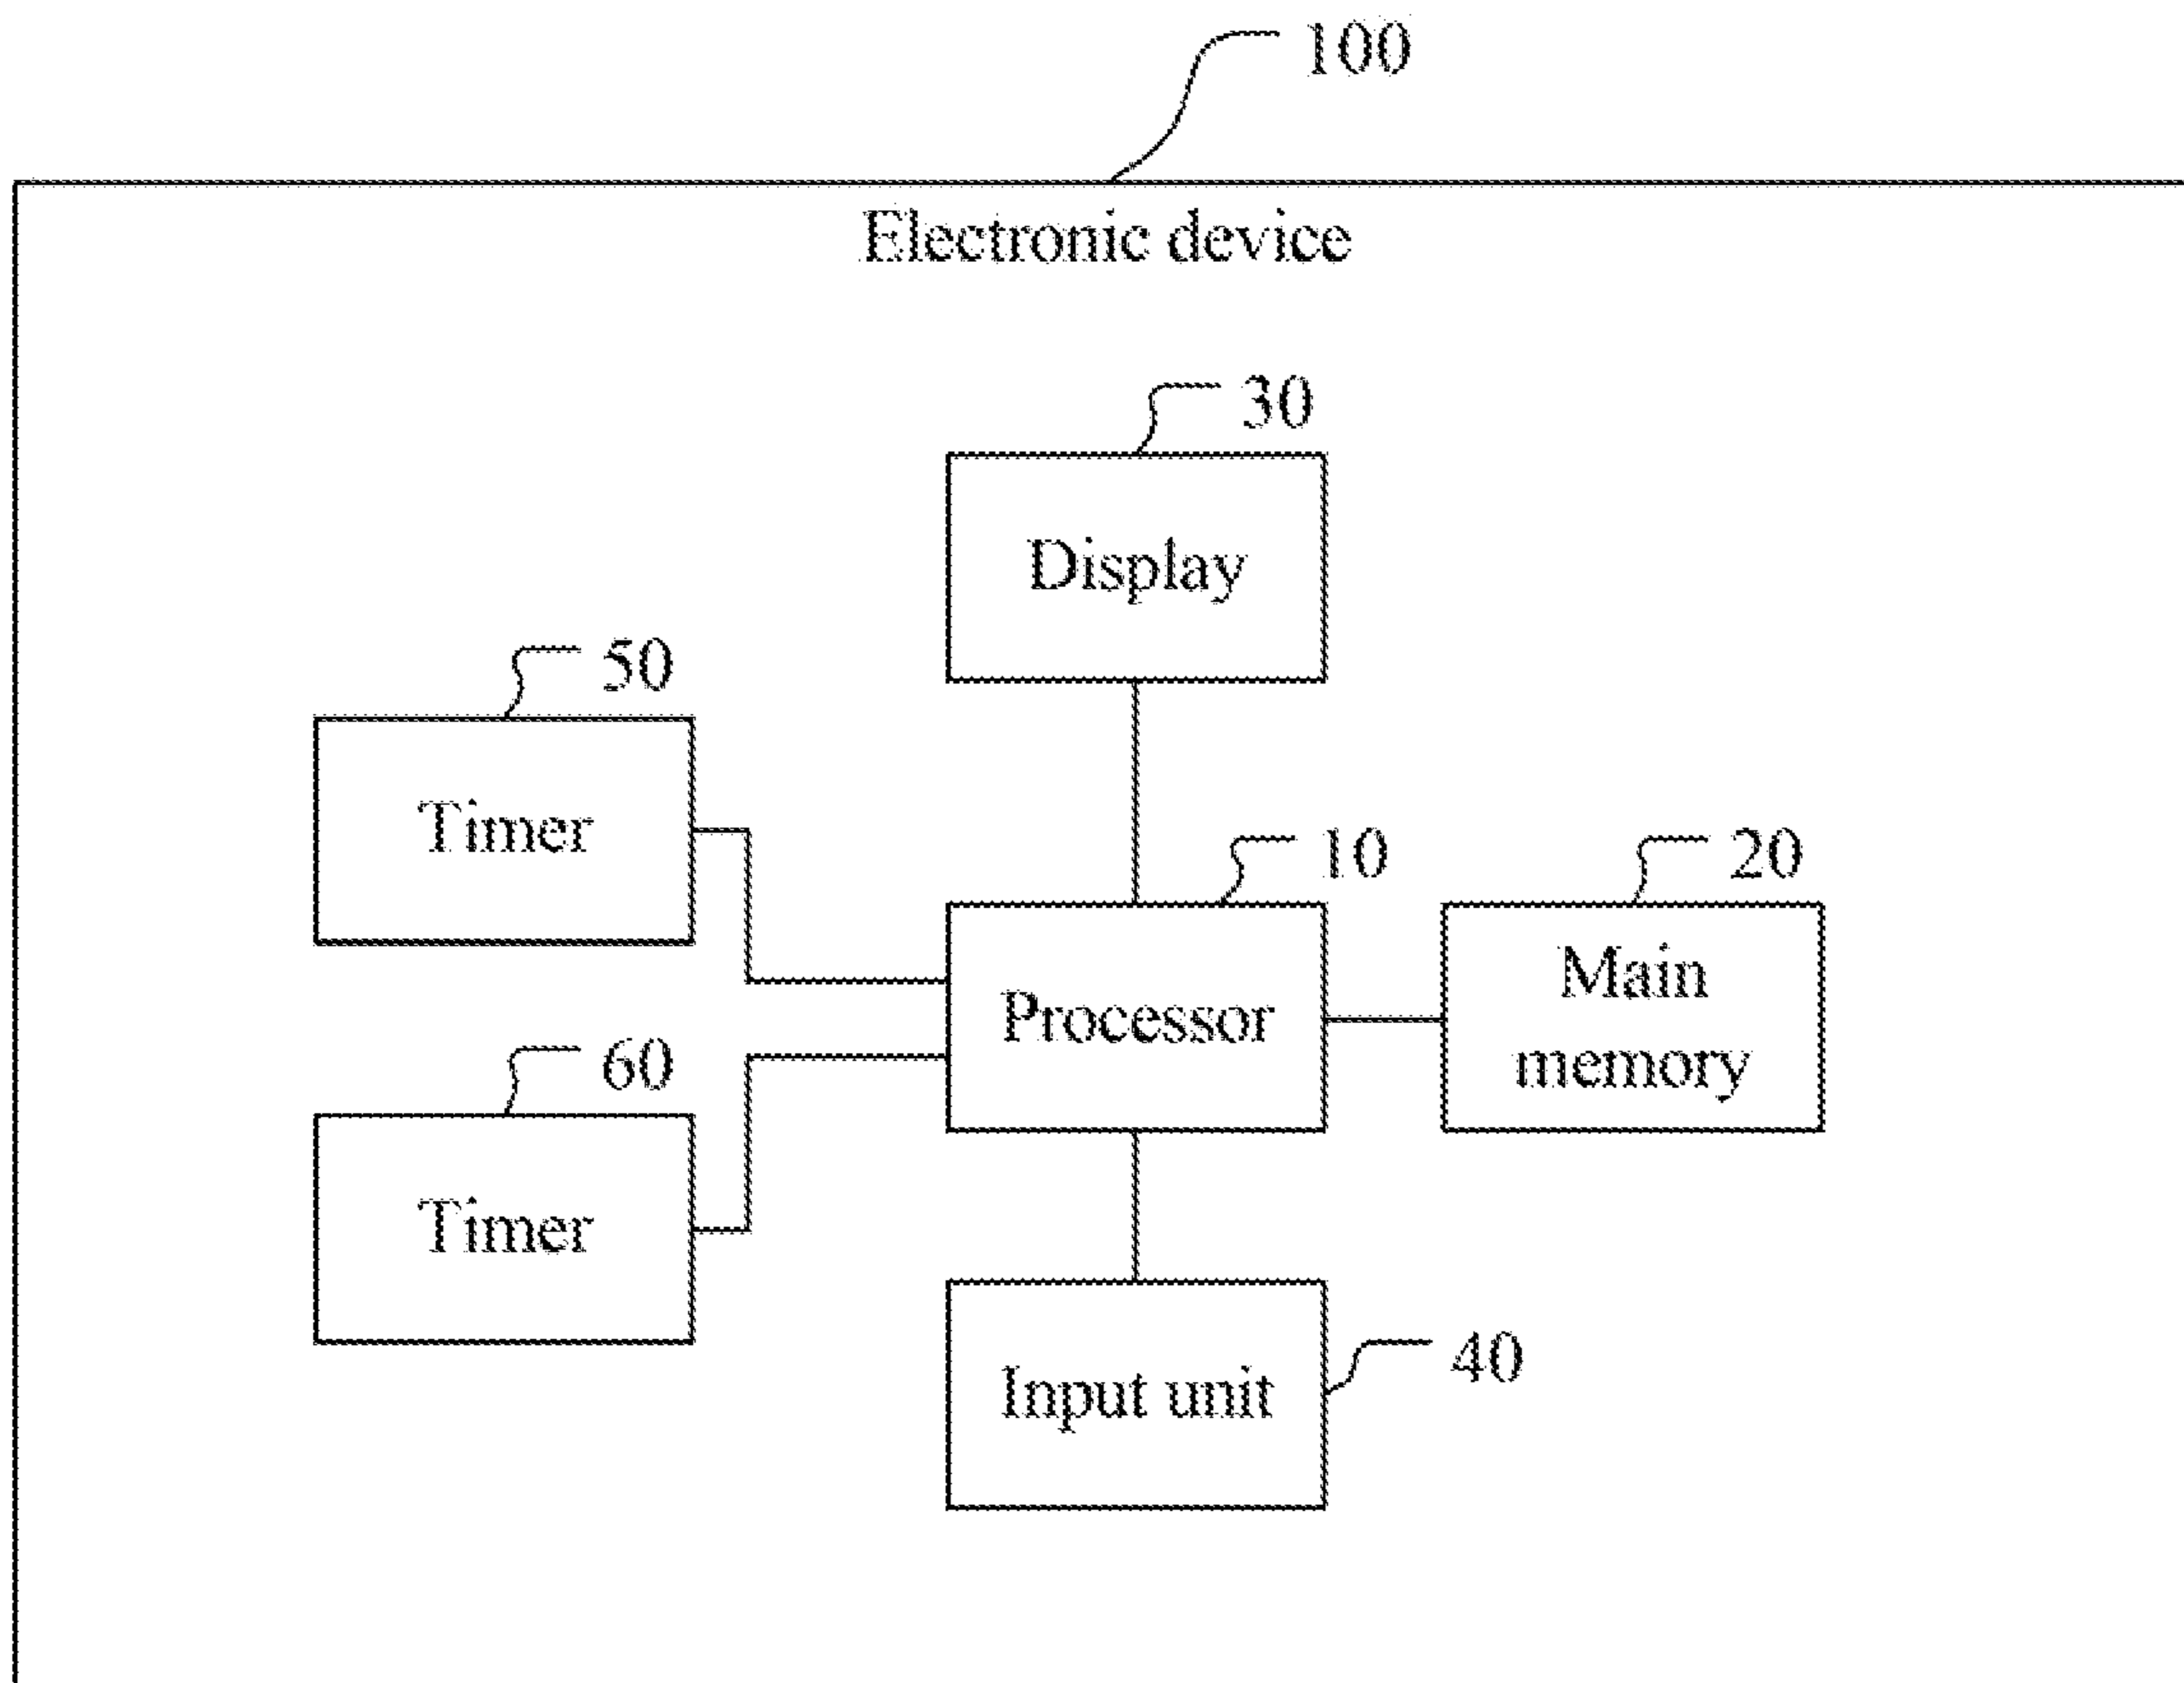 100
Electronic device
30
Display
50
Timer
10
20
Processor
Main
memory
60
Timer
40
Input unit